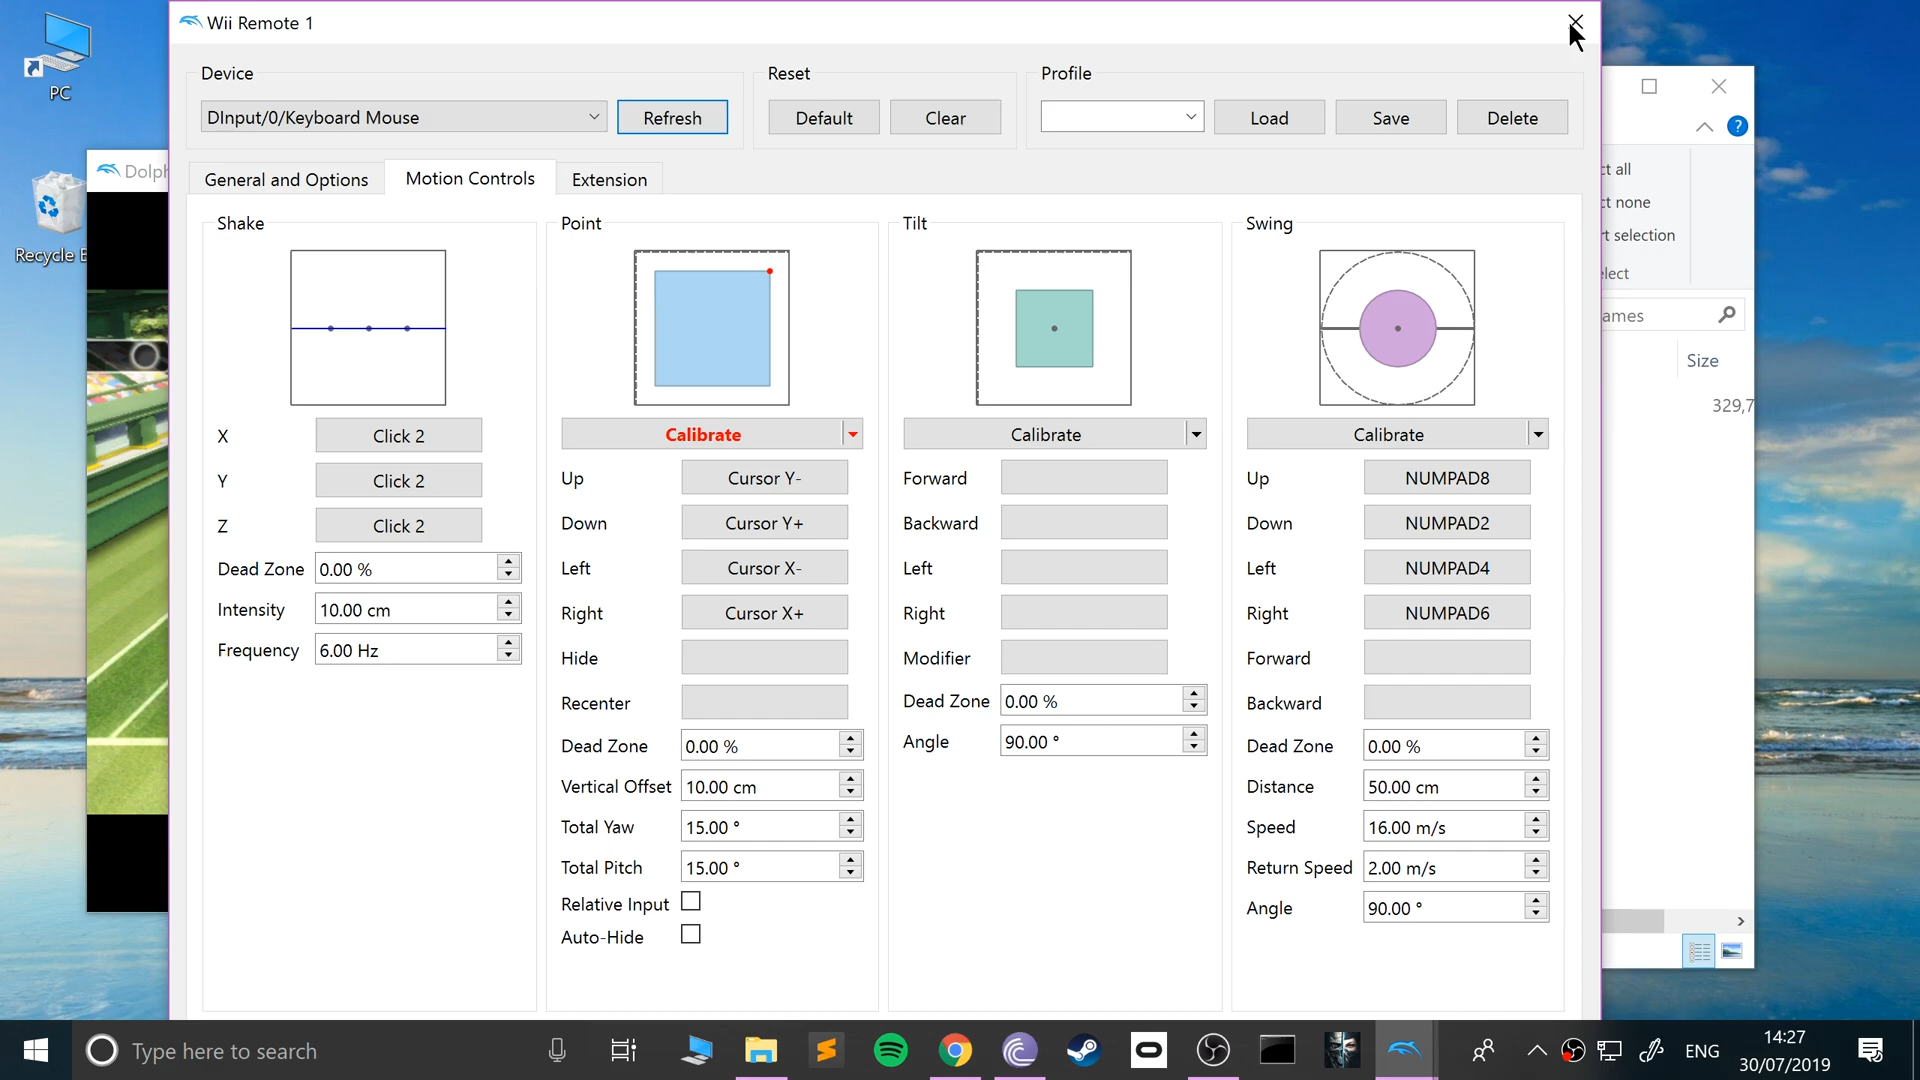 Wii Remote 1
PC
Recycle B
Dolph
Device
DInput/0/Keyboard Mouse
Refresh
Reset
Default
Clear
Profile
Load
Save
Delete
General and Options
Motion Controls
Extension
Shake
X
Click 2
Y
Click 2
Z
Click 2
Dead Zone
0.00 %
Intensity
10.00 cm
Frequency
6.00 Hz
Point
Calibrate
Up
Cursor Y-
Down
Cursor Y+
Left
Cursor X-
Right
Cursor X+
Hide
Recenter
Dead Zone
0.00 %
Vertical Offset
10.00 cm
Total Yaw
15.00 °
Total Pitch
15.00 °
Relative Input
Auto-Hide
Tilt
Calibrate
Forward
Backward
Left
Right
Modifier
Dead Zone
0.00 %
Angle
90.00 °
Swing
Calibrate
Up
NUMPAD8
Down
NUMPAD2
Left
NUMPAD4
Right
NUMPAD6
Forward
Backward
Dead Zone
0.00 %
Distance
50.00 cm
Speed
16.00 m/s
Return Speed
2.00 m/s
Angle
90.00 °
?
ct all
ct none
rt selection
elect
ames
Size
329,7
Type here to search
ENG
14:27
30/07/2019